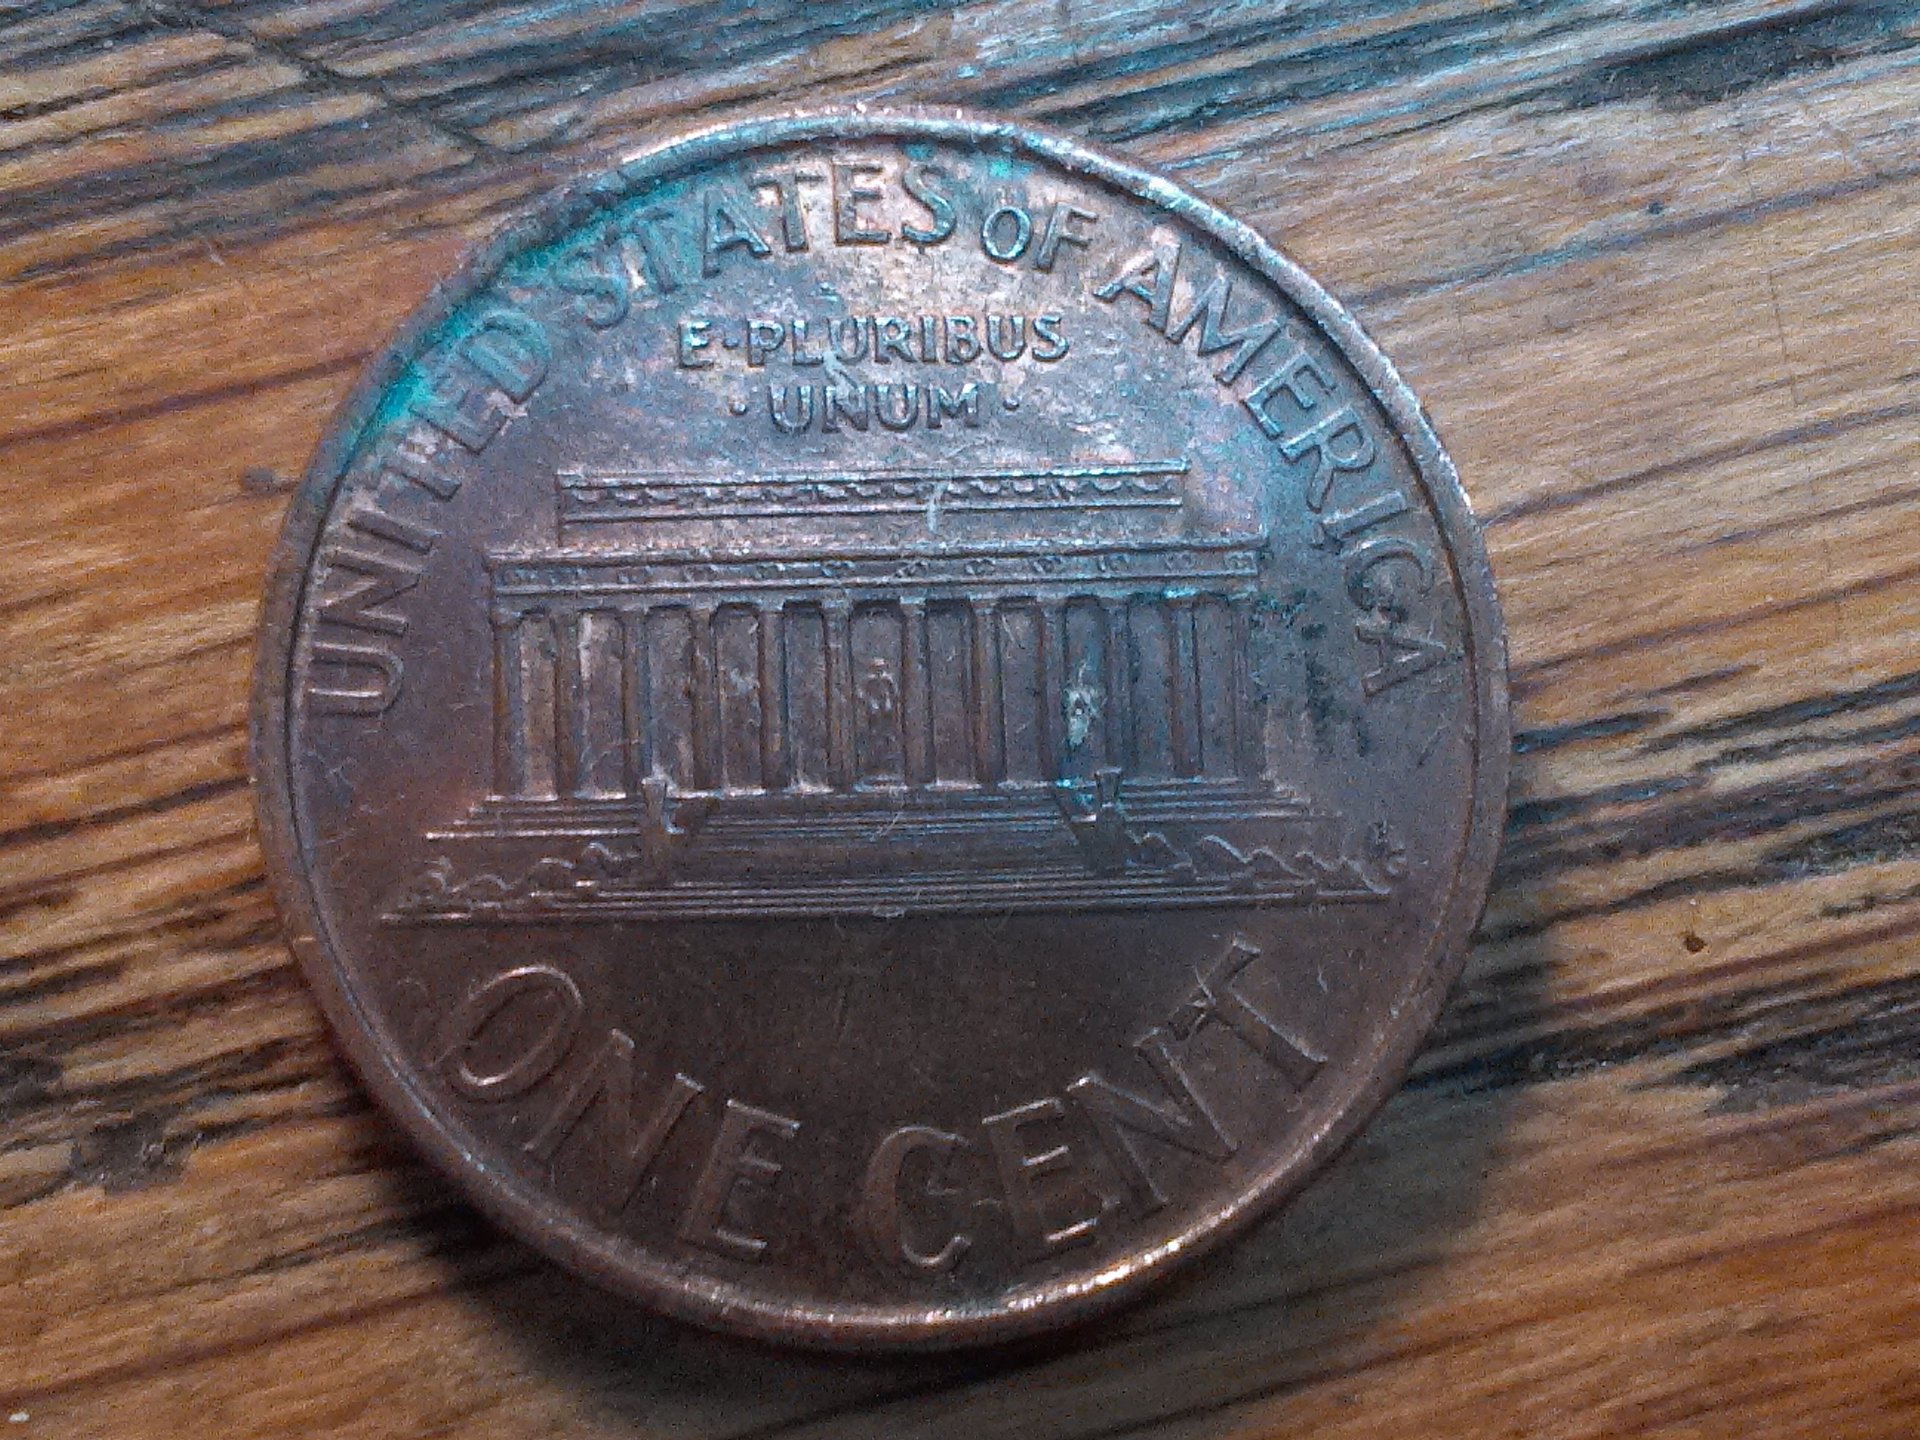 UNITED STATES OF AMERICA
E·PLURIBUS
·UNUM·
ONE CENT